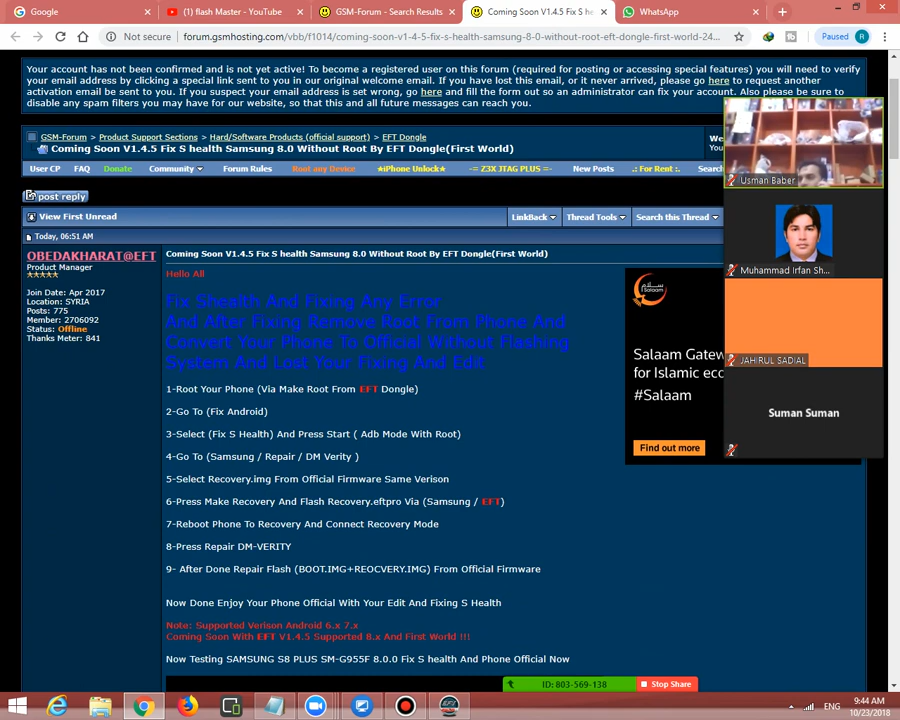 Google
(1) flash Master - YouTube
GSM-Forum - Search Results
Coming Soon V1.4.5 Fix S h
WhatsApp
Not secure
forum.gsmhosting.com/vbb/f1014/coming-soon-v1-4-5-fix-s-health-samsung-8-0-without-root-eft-dongle-first-world-24...
Paused
R
Your account has not been confirmed and is not yet active! To become a registered user on this forum (required for posting or accessing special features) you will need to verify
your email address by clicking a special link sent to you in our original welcome email. If you have lost this email, or it never arrived, please go here to request another
activation email be sent to you. If you suspect your email address is set wrong, go here and fill the form out so an administrator can fix your account. Also please be sure to
disable any spam filters you may have for our website, so that this and all future messages can reach you.
GSM-Forum > Product Support Sections > Hard/Software Products (official support) > EFT Dongle
Coming Soon V1.4.5 Fix S health Samsung 8.0 Without Root By EFT Dongle(First World)
We
You
User CP
FAQ
Donate
Community
Forum Rules
Root any device
★iPhone Unlock★
-= Z3X JTAG PLUS =-
New Posts
.: For Rent :.
Searc
post reply
View First Unread
LinkBack
Thread Tools
Search this Thread
Today, 06:51 AM
OBEDAKHARAT@EFT
Product Manager
Join Date: Apr 2017
Location: SYRIA
Posts: 775
Member: 2706092
Status: Offline
Thanks Meter: 841
Coming Soon V1.4.5 Fix S health Samsung 8.0 Without Root By EFT Dongle(First World)
Hello All
Fix Shealth And Fixing Any Error
And After Fixing Remove Root From Phone And
Convert Your Phone To Official Without Flashing
System And Lost Your Fixing And Edit
1-Root Your Phone (Via Make Root From EFT Dongle)
2-Go To (Fix Android)
3-Select (Fix S Health) And Press Start ( Adb Mode With Root)
4-Go To (Samsung / Repair / DM Verity )
5-Select Recovery.img From Official Firmware Same Verison
6-Press Make Recovery And Flash Recovery.eftpro Via (Samsung / EFT)
7-Reboot Phone To Recovery And Connect Recovery Mode
8-Press Repair DM-VERITY
9- After Done Repair Flash (BOOT.IMG+REOCVERY.IMG) From Official Firmware
Now Done Enjoy Your Phone Official With Your Edit And Fixing S Health
Note: Supported Verison Android 6.x 7.x
Coming Soon With EFT V1.4.5 Supported 8.x And First World !!!
Now Testing SAMSUNG S8 PLUS SM-G955F 8.0.0 Fix S health And Phone Official Now
Salaam Gatew
for Islamic eco
#Salaam
Find out more
Usman Baber
Muhammad Irfan Sh...
JAHIRUL SADIAL
Suman Suman
ID: 803-569-138
Stop Share
ENG
9:44 AM
10/23/2018